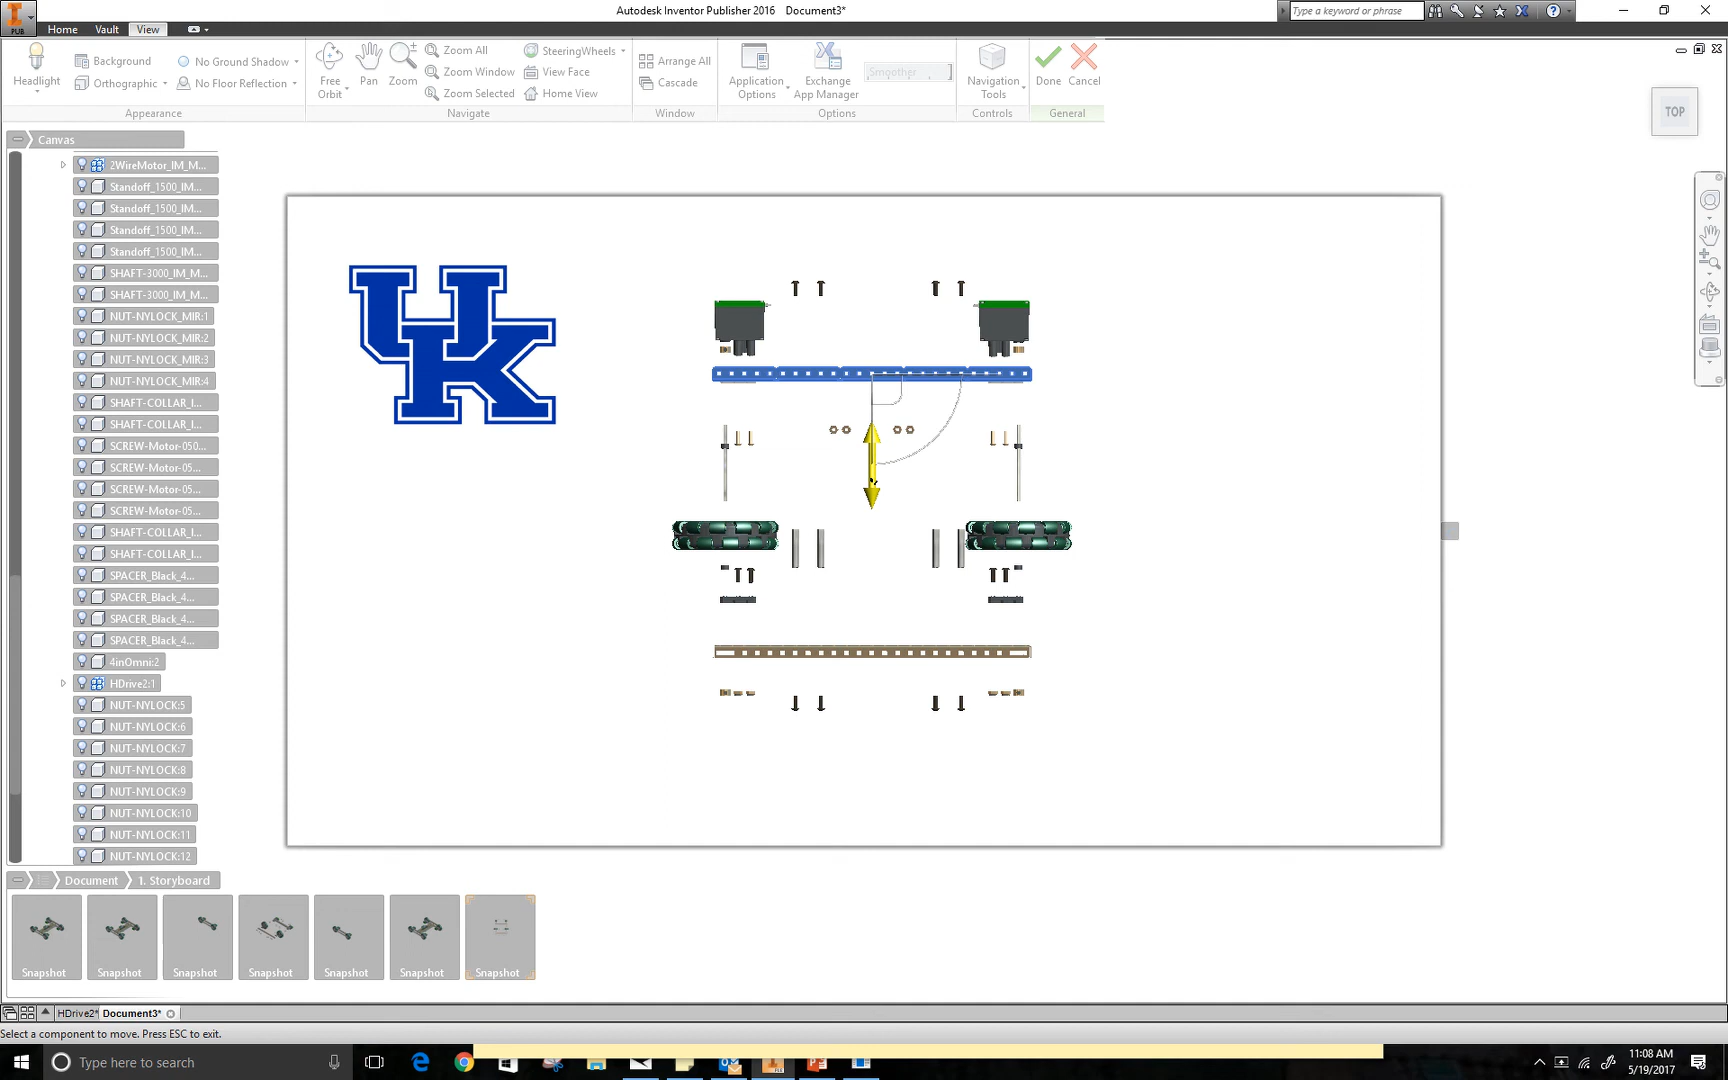 Autodesk Inventor Publisher 2016 Document3*
Type a keyword or phrase
PUB
Home Vault View
Headlight
Background
Orthographic
No Ground Shadow
No Floor Reflection
Appearance
Free Orbit
Pan
Zoom
Zoom All
Zoom Window
Zoom Selected
SteeringWheels
View Face
Home View
Navigate
Arrange All
Cascade
Window
Application Options
Exchange App Manager
Smoother
Options
Navigation Tools
Controls
Done
Cancel
General
TOP
Canvas
2WireMotor_IM_M...
Standoff_1500_IM...
Standoff_1500_IM...
Standoff_1500_IM...
Standoff_1500_IM...
SHAFT-3000_IM_M...
SHAFT-3000_IM_M...
NUT-NYLOCK_MIR:1
NUT-NYLOCK_MIR:2
NUT-NYLOCK_MIR:3
NUT-NYLOCK_MIR:4
SHAFT-COLLAR_I...
SHAFT-COLLAR_I...
SCREW-Motor-050...
SCREW-Motor-05...
SCREW-Motor-05...
SCREW-Motor-05...
SHAFT-COLLAR_I...
SHAFT-COLLAR_I...
SPACER_Black_4...
SPACER_Black_4...
SPACER_Black_4...
SPACER_Black_4...
4inOmni:2
HDrive2:1
NUT-NYLOCK:5
NUT-NYLOCK:6
NUT-NYLOCK:7
NUT-NYLOCK:8
NUT-NYLOCK:9
NUT-NYLOCK:10
NUT-NYLOCK:11
NUT-NYLOCK:12
UK
Document 1. Storyboard
Snapshot Snapshot Snapshot Snapshot Snapshot Snapshot Snapshot
HDrive2* Document3*
Select a component to move. Press ESC to exit.
Type here to search
11:08 AM
5/19/2017